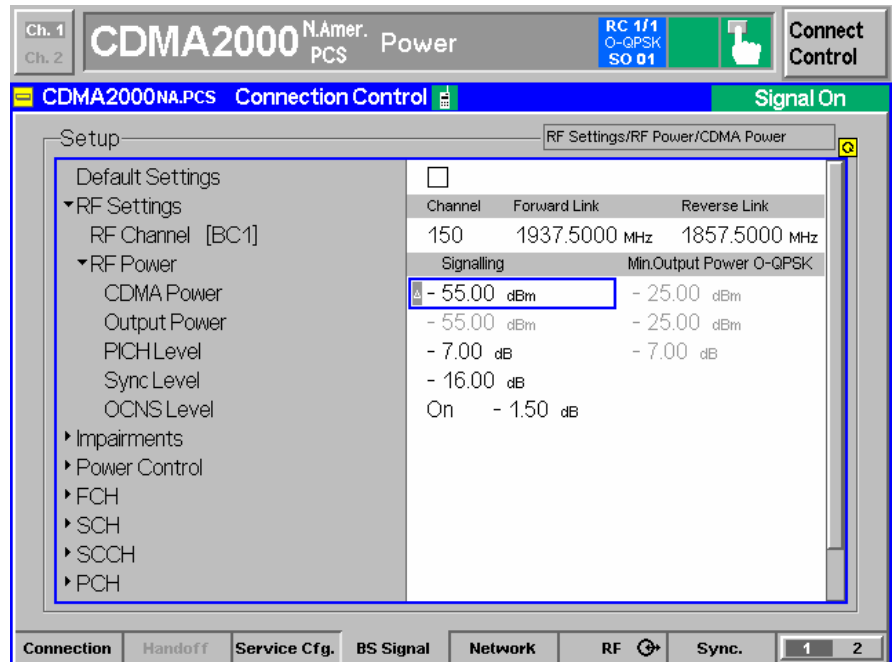 Ch. 1
Ch. 2
CDMA2000 N.Amer. PCS Power
RC 1/1
O-QPSK
SO 01
Connect Control
CDMA2000 NA.PCS Connection Control
Signal On
Setup
RF Settings/RF Power/CDMA Power
Default Settings
RF Settings Channel Forward Link Reverse Link
RF Channel [BC1] 150 1937.5000 MHz 1857.5000 MHz
RF Power Signalling Min.Output Power O-QPSK
CDMA Power - 55.00 dBm - 25.00 dBm
Output Power - 55.00 dBm - 25.00 dBm
PICH Level - 7.00 dB - 7.00 dB
Sync Level - 16.00 dB
OCNS Level On - 1.50 dB
Impairments
Power Control
FCH
SCH
SCCH
PCH
Connection Handoff Service Cfg. BS Signal Network RF Sync. 1 2